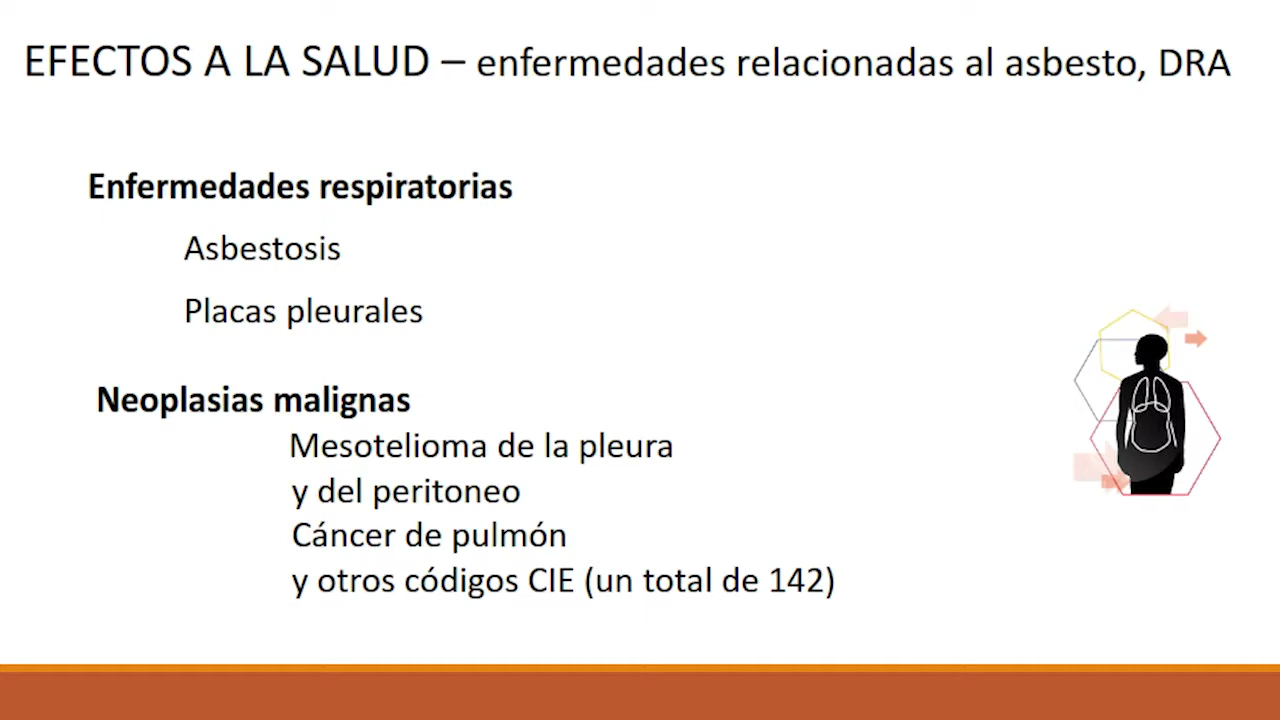 EFECTOS A LA SALUD – enfermedades relacionadas al asbesto, DRA
Enfermedades respiratorias
Asbestosis
Placas pleurales
Neoplasias malignas
Mesotelioma de la pleura
y del peritoneo
Cáncer de pulmón
y otros códigos CIE (un total de 142)